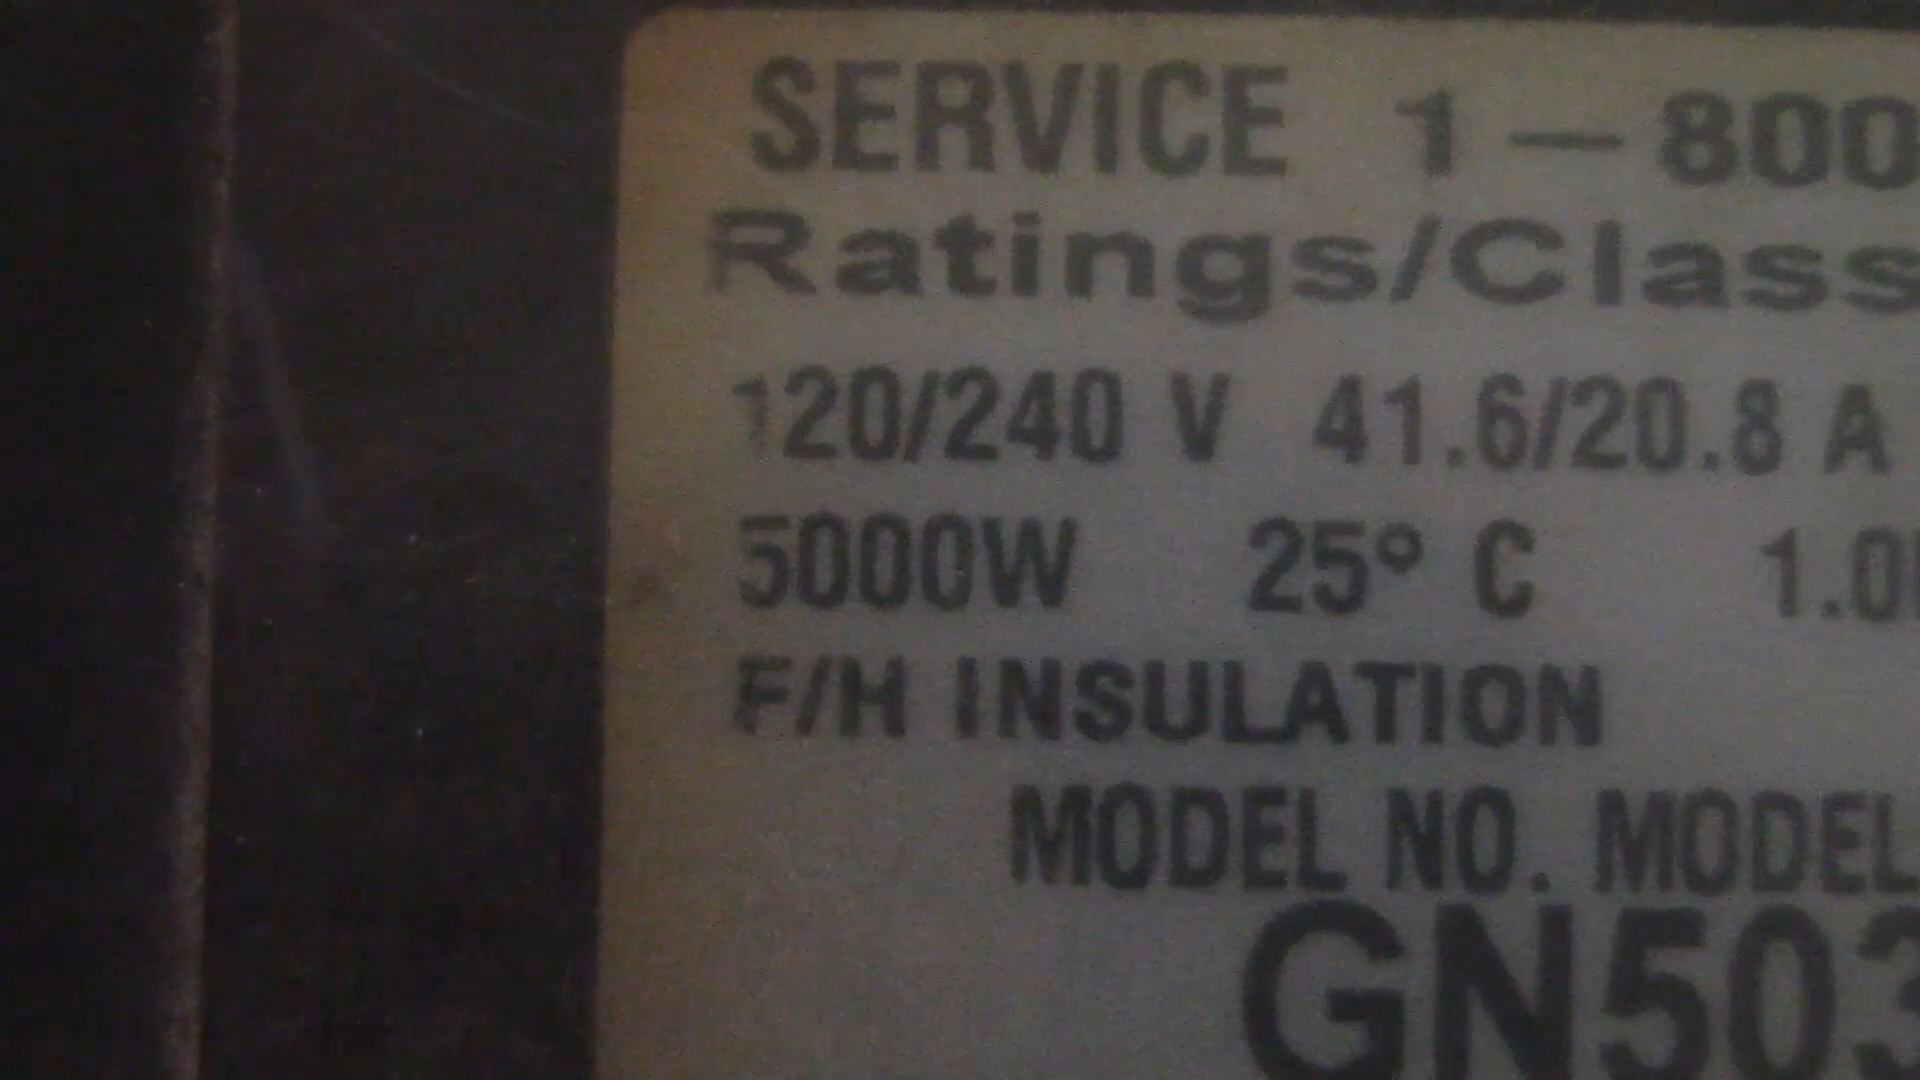 SERVICE 1-800
Ratings/Class
120/240 V 41.6/20.8 A
5000W 25° C 1.0
F/H INSULATION
MODEL NO. MODEL
GN503